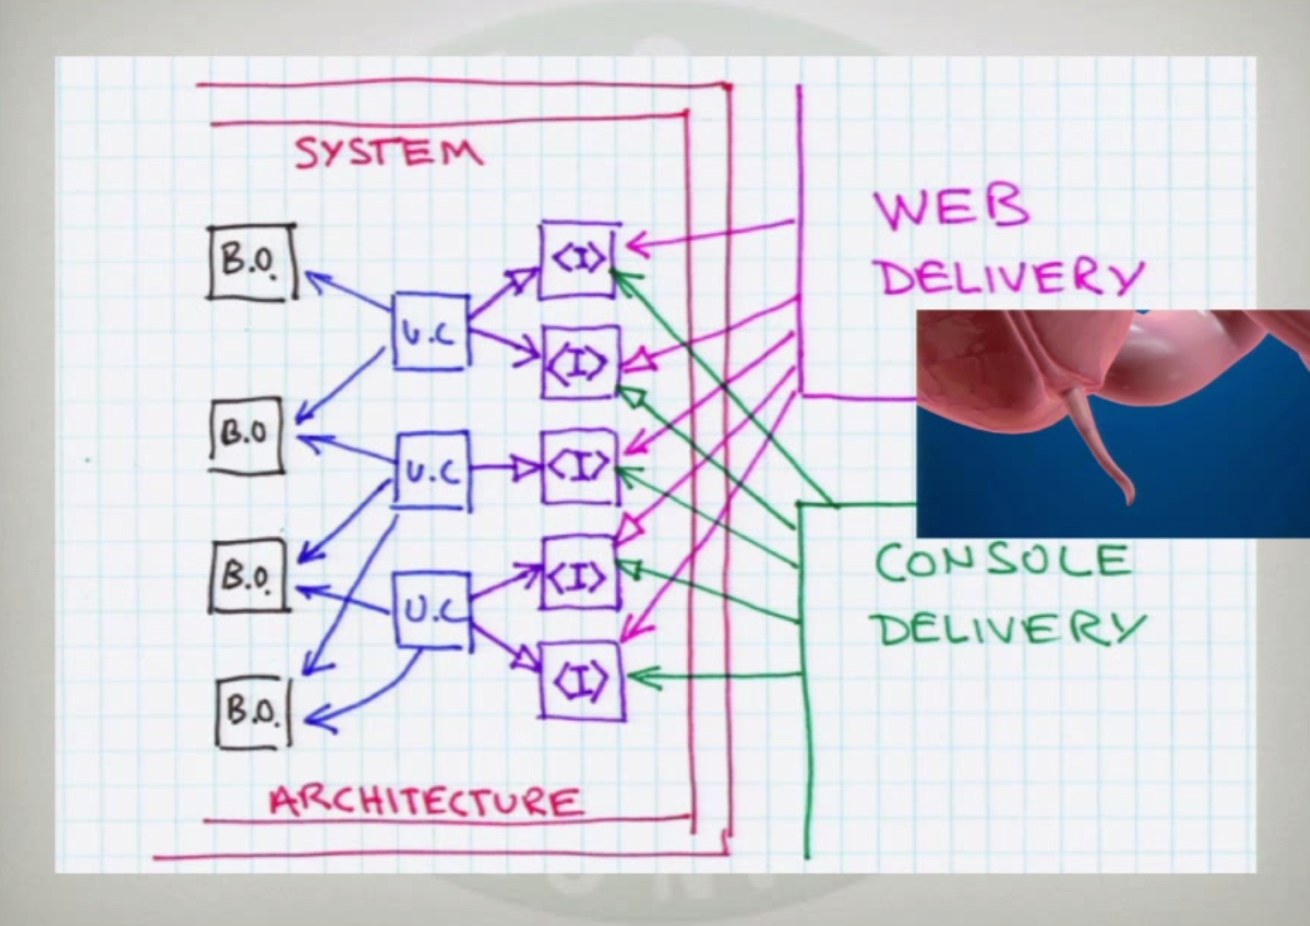 SYSTEM
WEB
DELIVERY
B.O.
<I>
U.C
<I>
B.O
U.C
<I>
B.O.
U.C
<I>
<I>
B.O.
CONSOLE
DELIVERY
ARCHITECTURE